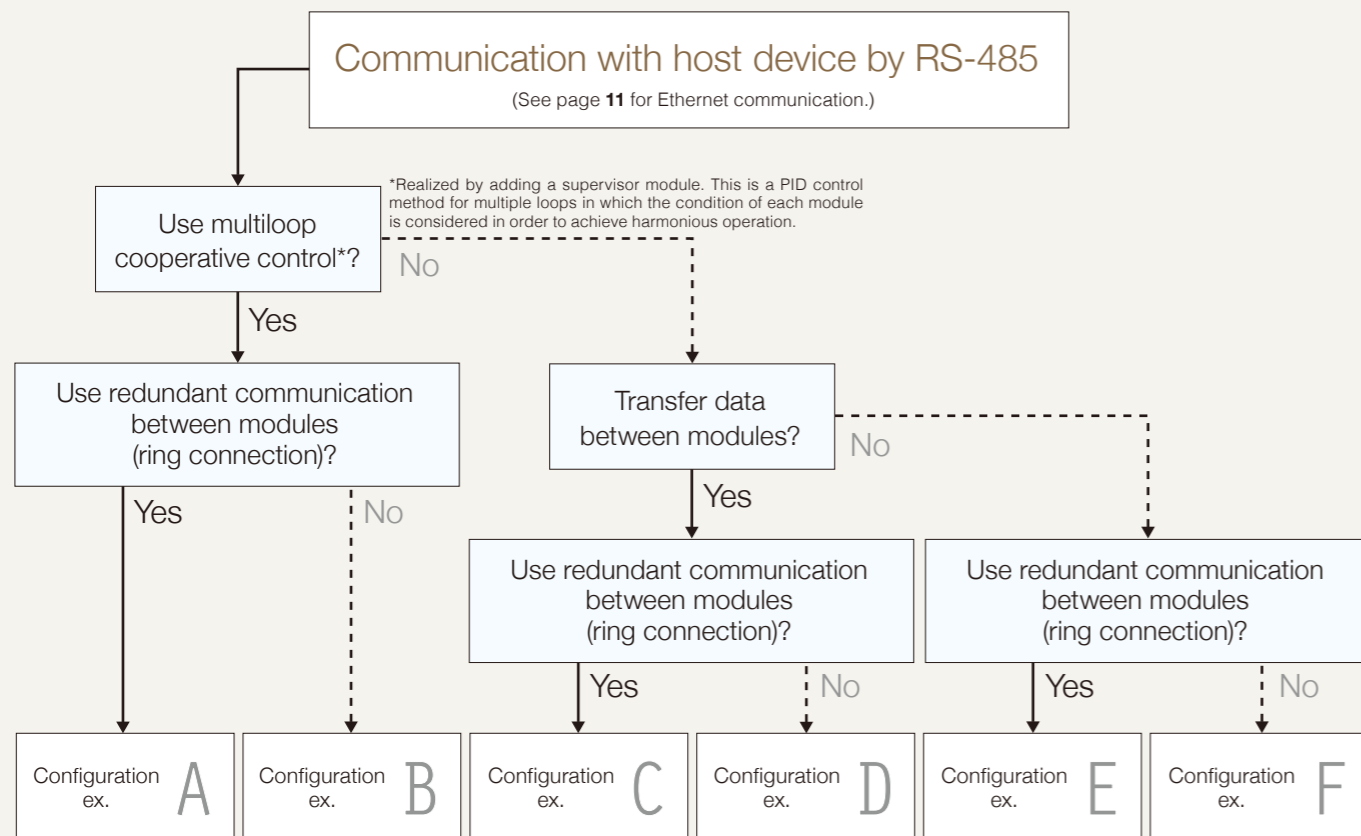 Communication with host device by RS-485
(See page 11 for Ethernet communication.)
*Realized by adding a supervisor module. This is a PID control
method for multiple loops in which the condition of each module
is considered in order to achieve harmonious operation.
Use multiloop
cooperative control*?
No
Yes
Use redundant communication
between modules
(ring connection)?
Transfer data
between modules?
No
Yes
No
Yes
Use redundant communication
between modules
(ring connection)?
Use redundant communication
between modules
(ring connection)?
Yes
No
Yes
No
Configuration
ex.
A
Configuration
ex.
B
Configuration
ex.
C
Configuration
ex.
D
Configuration
ex.
E
Configuration
ex.
F